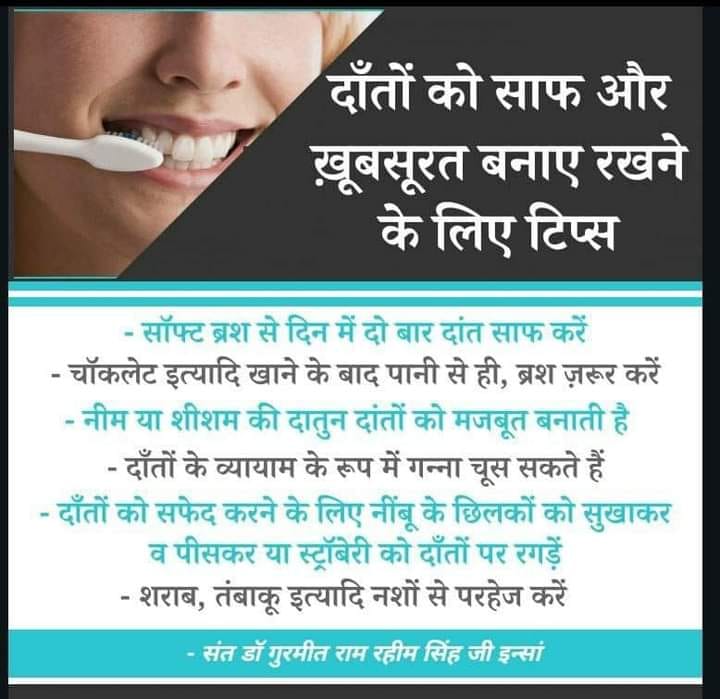 दाँतों को साफ और
ख़ूबसूरत बनाए रखने
के लिए टिप्स
- सॉफ्ट ब्रश से दिन में दो बार दांत साफ करें
- चॉकलेट इत्यादि खाने के बाद पानी से ही, ब्रश ज़रूर करें
- नीम या शीशम की दातुन दांतों को मजबूत बनाती है
- दाँतों के व्यायाम के रूप में गन्ना चूस सकते हैं
- दाँतों को सफेद करने के लिए नींबू के छिलकों को सुखाकर
व पीसकर या स्ट्रॉबेरी को दाँतों पर रगड़ें
- शराब, तंबाकू इत्यादि नशों से परहेज करें
- संत डॉ गुरमीत राम रहीम सिंह जी इन्सां